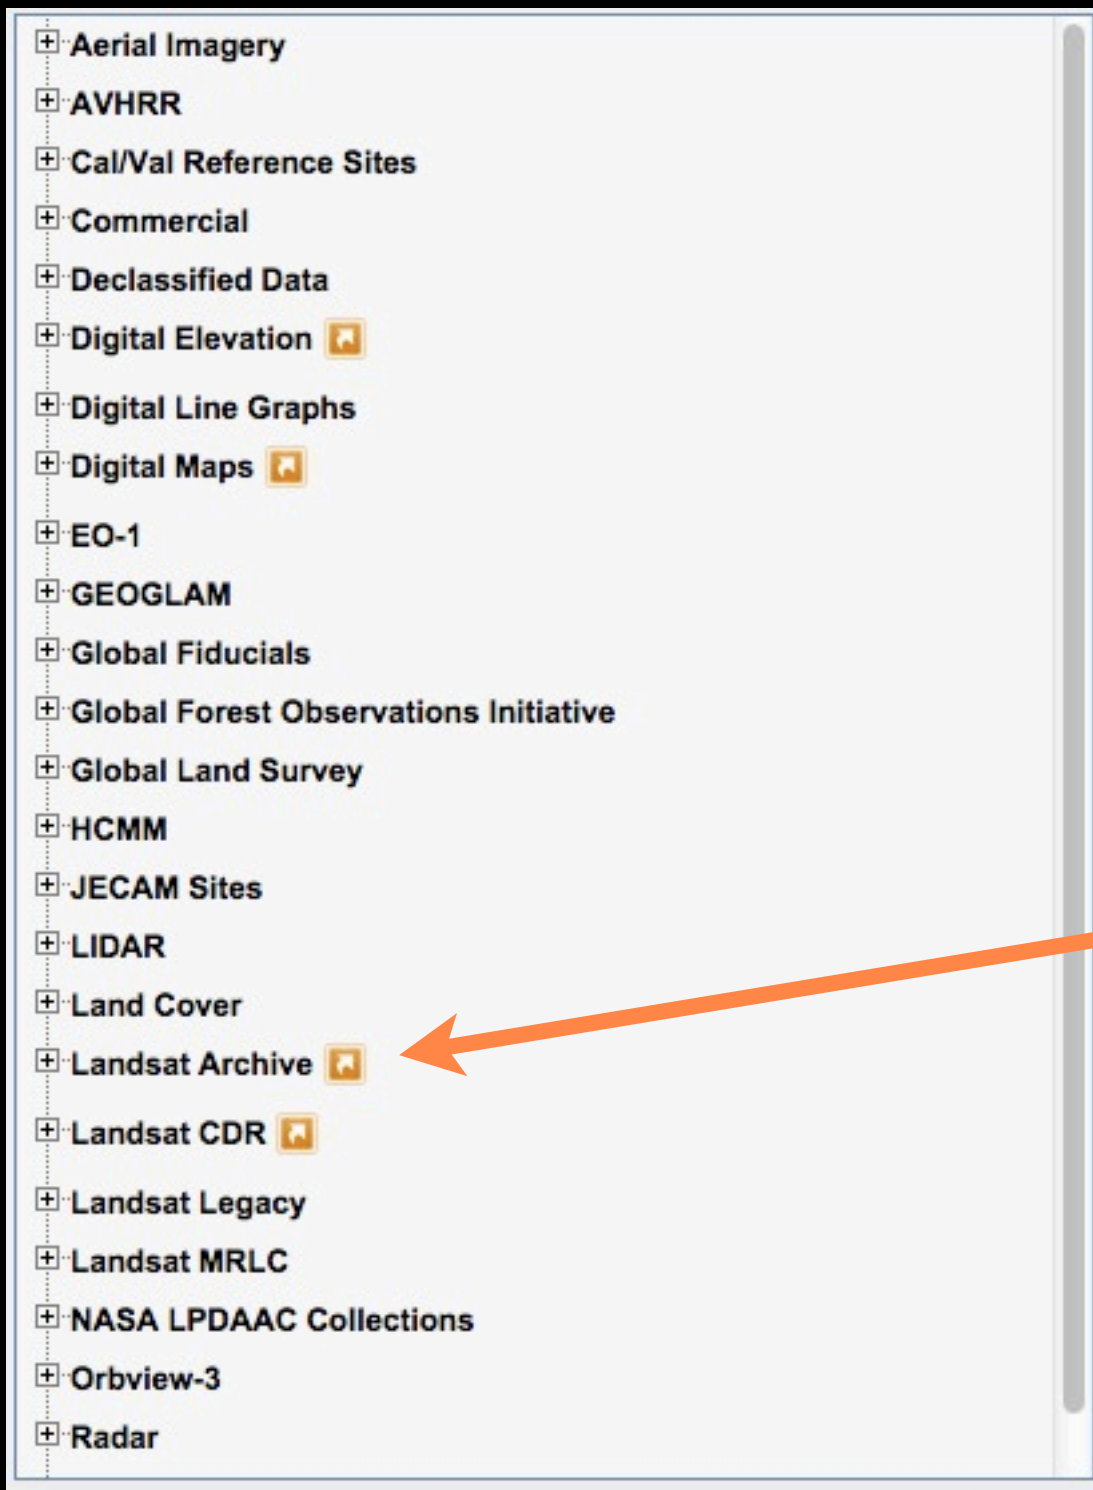 Aerial Imagery
AVHRR
Cal/Val Reference Sites
Commercial
Declassified Data
Digital Elevation
Digital Line Graphs
Digital Maps
EO-1
GEOGLAM
Global Fiducials
Global Forest Observations Initiative
Global Land Survey
HCMM
JECAM Sites
LIDAR
Land Cover
Landsat Archive
Landsat CDR
Landsat Legacy
Landsat MRLC
NASA LPDAAC Collections
Orbview-3
Radar